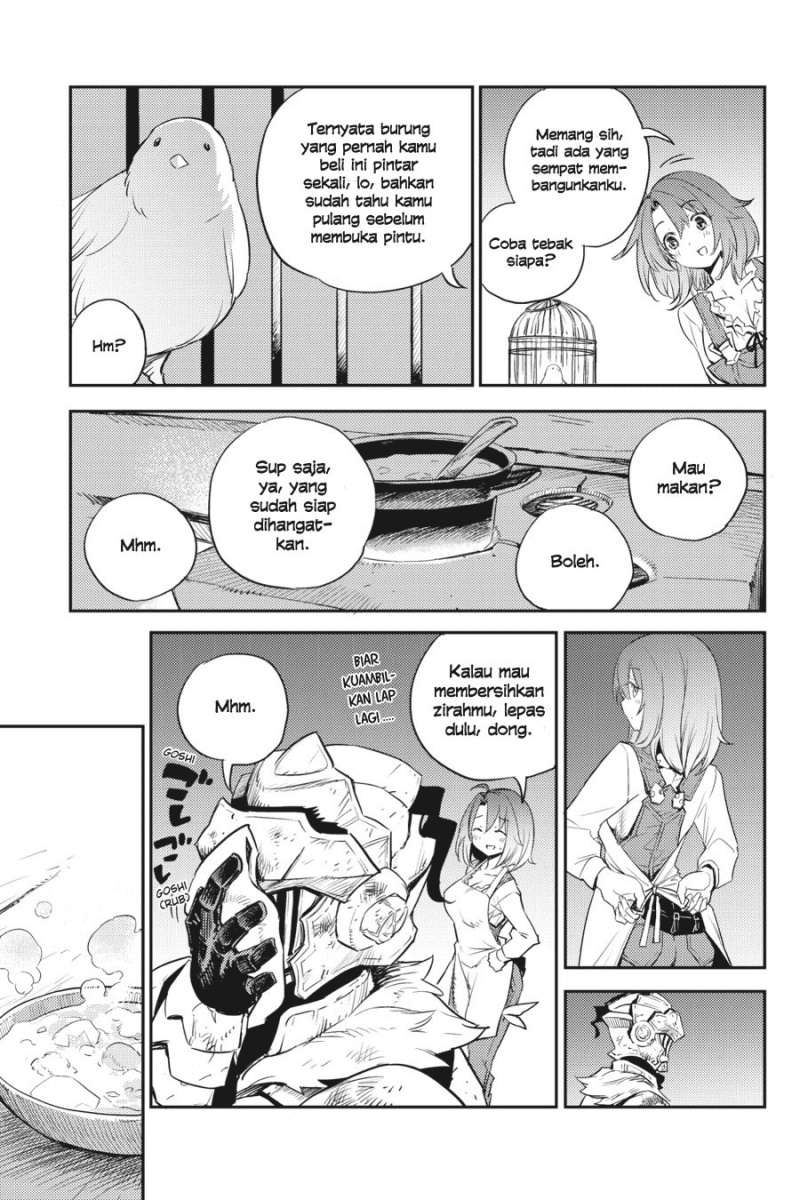 Memang sih,
tadi ada yang
sempat mem-
bangunkanku.
Coba tebak
siapa?
Ternyata burung
yang pernah kamu
beli ini pintar
sekali, lo, bahkan
sudah tahu kamu
pulang sebelum
membuka pintu.
Hm?
Mau
makan?
Boleh.
Sup saja,
ya, yang
sudah siap
dihangat-
kan.
Mhm.
Kalau mau
membersihkan
zirahmu, lepas
dulu, dong.
BIAR
KUAMBIL-
KAN LAP
LAGI ....
Mhm.
GOSHI
ごし
ごし
GOSHI
(RUB)